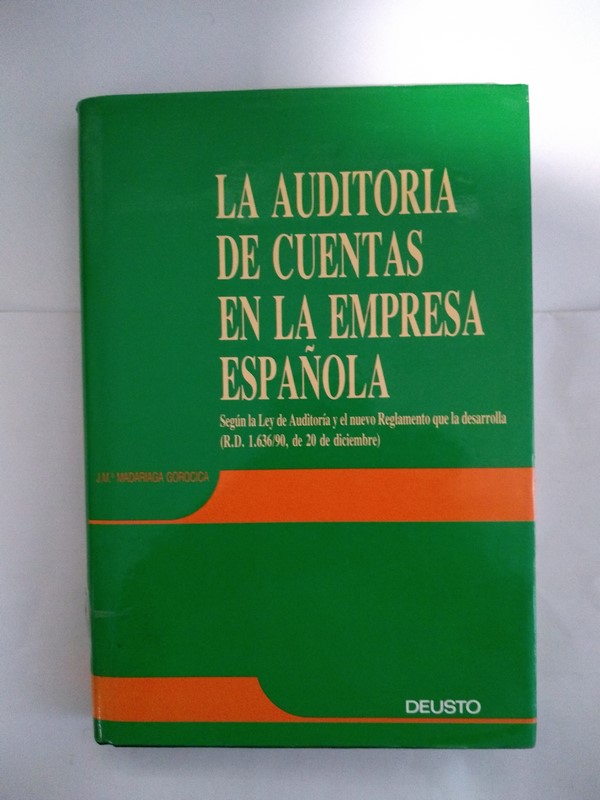 LA AUDITORIA
DE CUENTAS
EN LA EMPRESA
ESPAÑOLA
Según la Ley de Auditoría y el nuevo Reglamento que la desarrolla
(R.D. 1.636/90, de 20 de diciembre)
J.M.ª MADARIAGA GOROCICA
DEUSTO